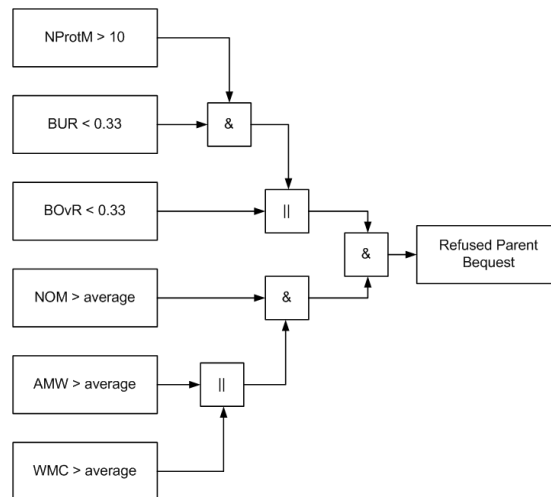 NProtM > 10
BUR < 0.33
&
BOvR < 0.33
||
&
Refused Parent
Bequest
NOM > average
&
AMW > average
||
WMC > average